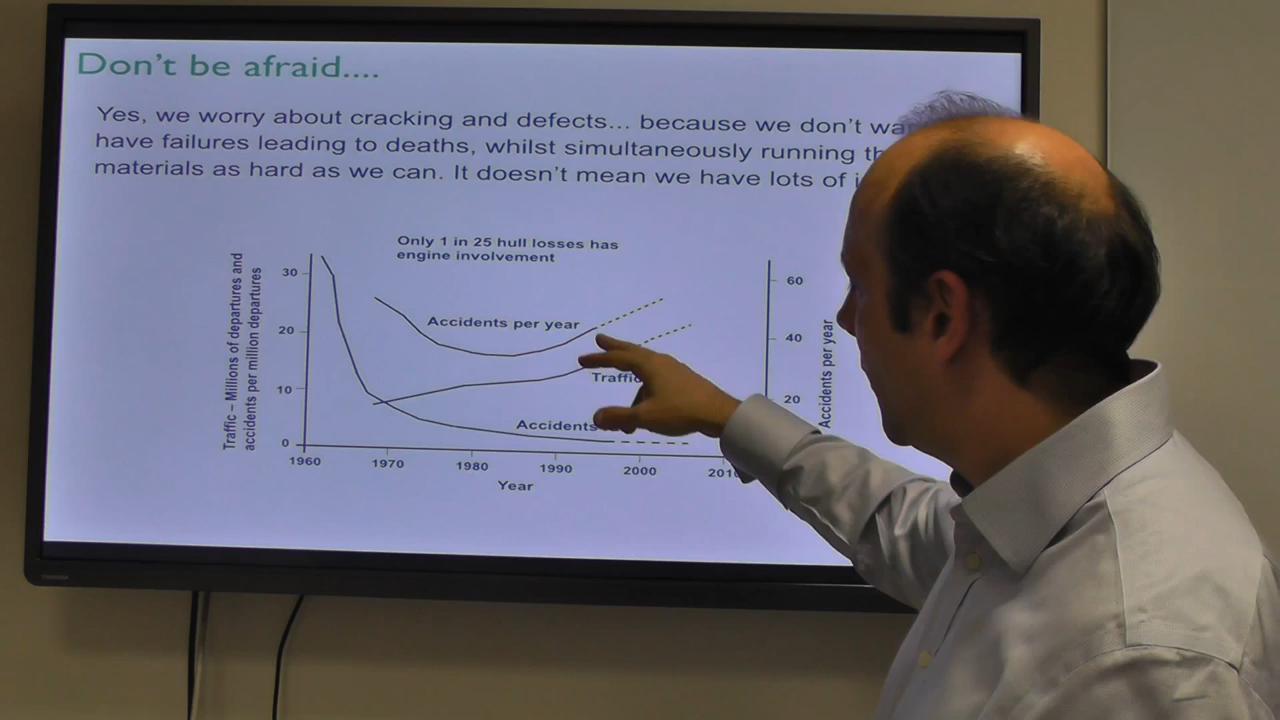 Don't be afraid....
Yes, we worry about cracking and defects... because we don't
have failures leading to deaths, whilst simultaneously running
materials as hard as we can. It doesn't mean we have lots of
Only 1 in 25 hull losses has
engine involvement
Traffic – Millions of departures and
accidents per million departures
30
20
10
0
Accidents per year
Traffic
Accidents
60
40
20
Accidents per year
1960
1970
1980
1990
2000
2010
Year
TOSHIBA